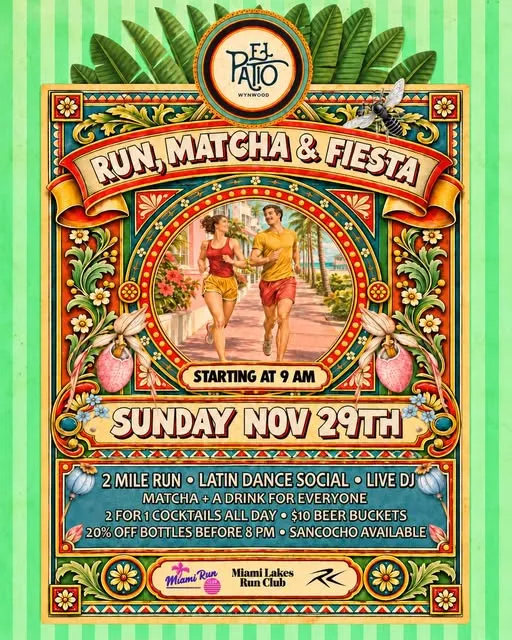 EL
PATIO
WYNWOOD
RUN, MATCHA & FIESTA
STARTING AT 9 AM
SUNDAY NOV 29TH
2 MILE RUN • LATIN DANCE SOCIAL • LIVE DJ
MATCHA + A DRINK FOR EVERYONE
2 FOR 1 COCKTAILS ALL DAY • $10 BEER BUCKETS
20% OFF BOTTLES BEFORE 8 PM • SANCOCHO AVAILABLE
Miami Run
Miami Lakes
Run Club